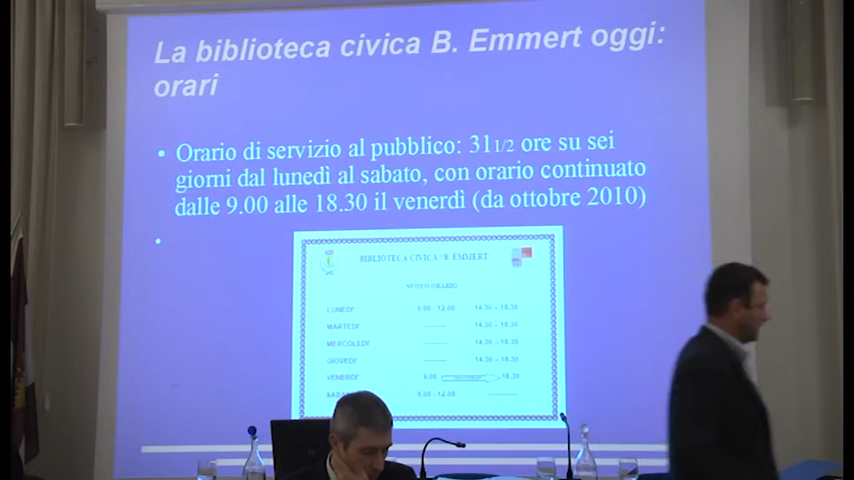 La biblioteca civica B. Emmert oggi:
orari
• Orario di servizio al pubblico: 31 1/2 ore su sei
giorni dal lunedì al sabato, con orario continuato
dalle 9.00 alle 18.30 il venerdì (da ottobre 2010)
•
BIBLIOTECA CIVICA "B. EMMERT"
NUOVO ORARIO
LUNEDI' 9.00 - 12.00 14.30 - 18.30
MARTEDI' ------ 14.30 - 18.30
MERCOLEDI' ------ 14.30 - 18.30
GIOVEDI' ------ 14.30 - 18.30
VENERDI' 9.00 18.30
9.00 - 12.00 ------